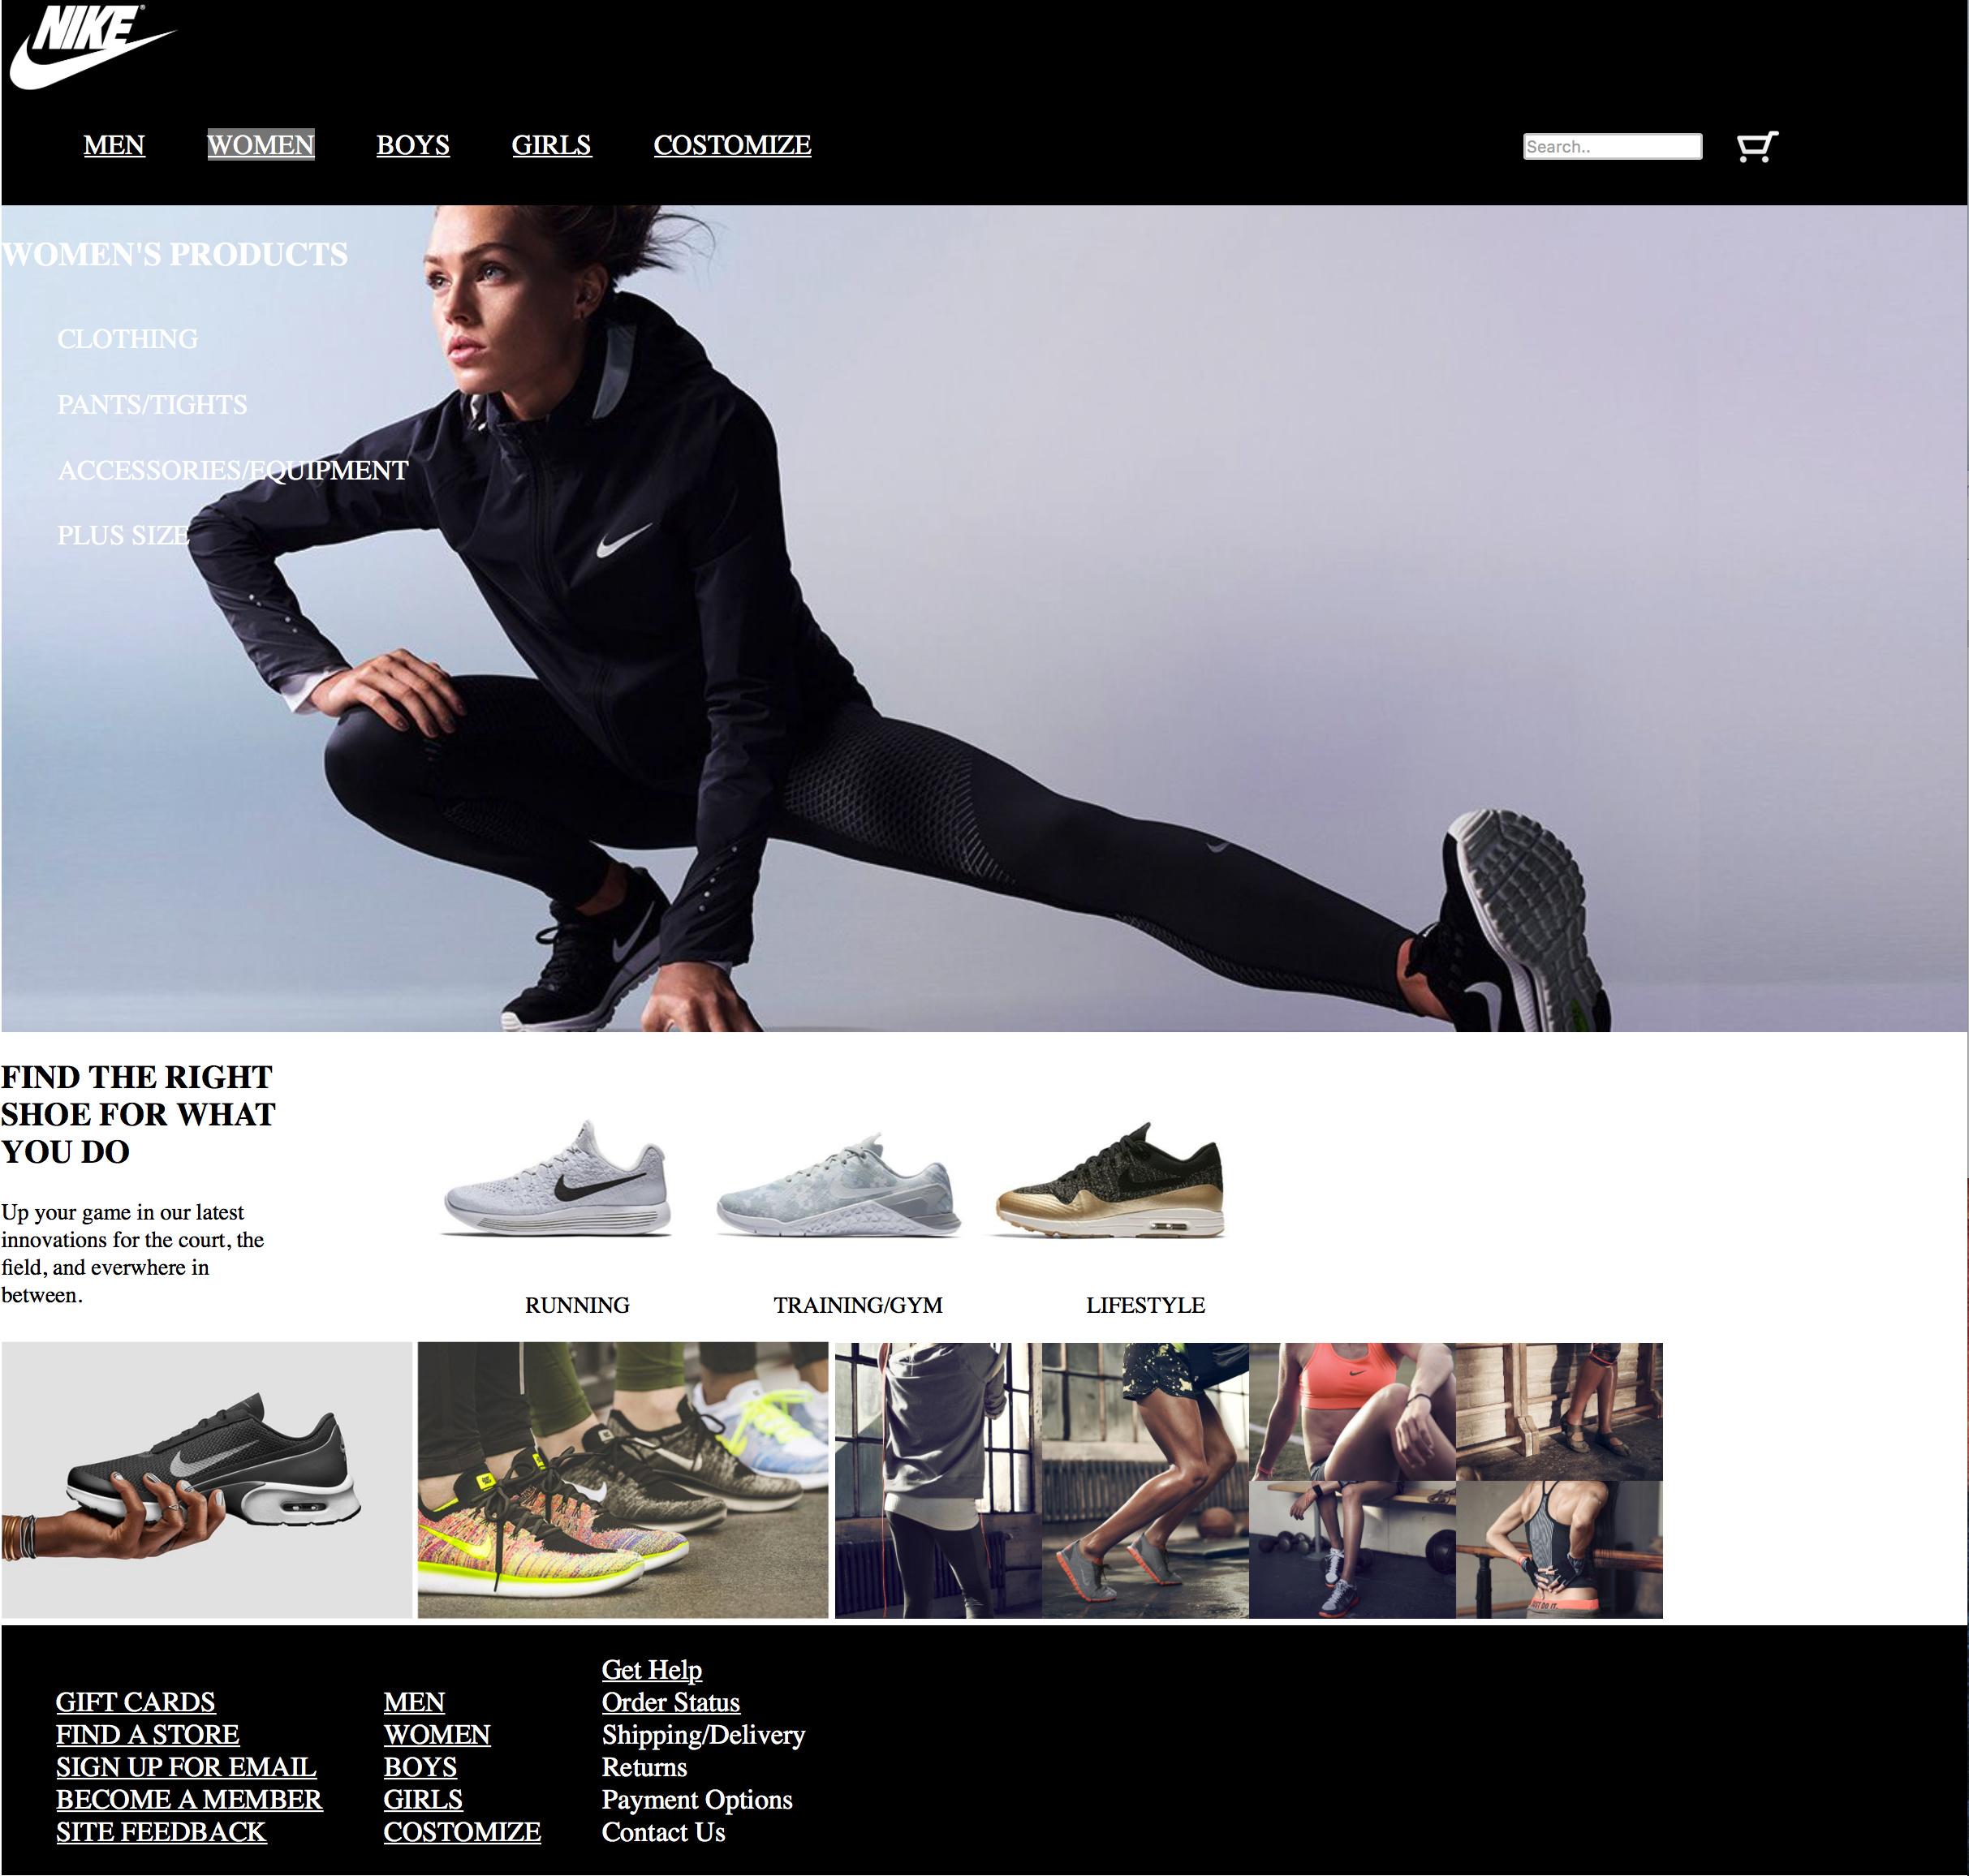 NIKE
MEN WOMEN BOYS GIRLS COSTOMIZE Search..
WOMEN'S PRODUCTS
CLOTHING
PANTS/TIGHTS
ACCESSORIES/EQUIPMENT
PLUS SIZE
FIND THE RIGHT
SHOE FOR WHAT
YOU DO
Up your game in our latest
innovations for the court, the
field, and everwhere in
between.
RUNNING TRAINING/GYM LIFESTYLE
JUST DO IT.
GIFT CARDS
FIND A STORE
SIGN UP FOR EMAIL
BECOME A MEMBER
SITE FEEDBACK
MEN
WOMEN
BOYS
GIRLS
COSTOMIZE
Get Help
Order Status
Shipping/Delivery
Returns
Payment Options
Contact Us